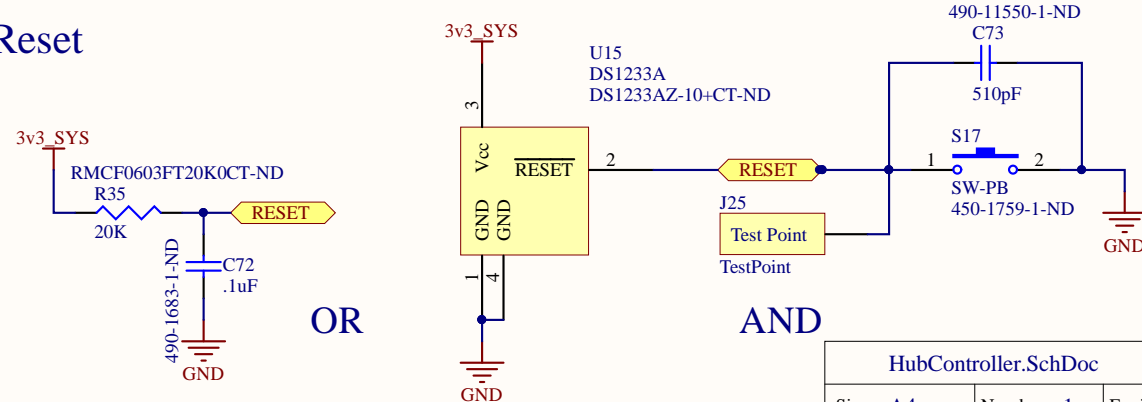 Reset
3v3_SYS
RMCF0603FT20K0CT-ND
R35
20K
RESET
490-1683-1-ND
C72
.1uF
GND
OR
3v3_SYS
U15
DS1233A
DS1233AZ-10+CT-ND
3
Vcc
RESET
2
GND
GND
1
4
GND
RESET
J25
Test Point
TestPoint
490-11550-1-ND
C73
510pF
S17
1
2
SW-PB
450-1759-1-ND
GND
AND
HubController.SchDoc